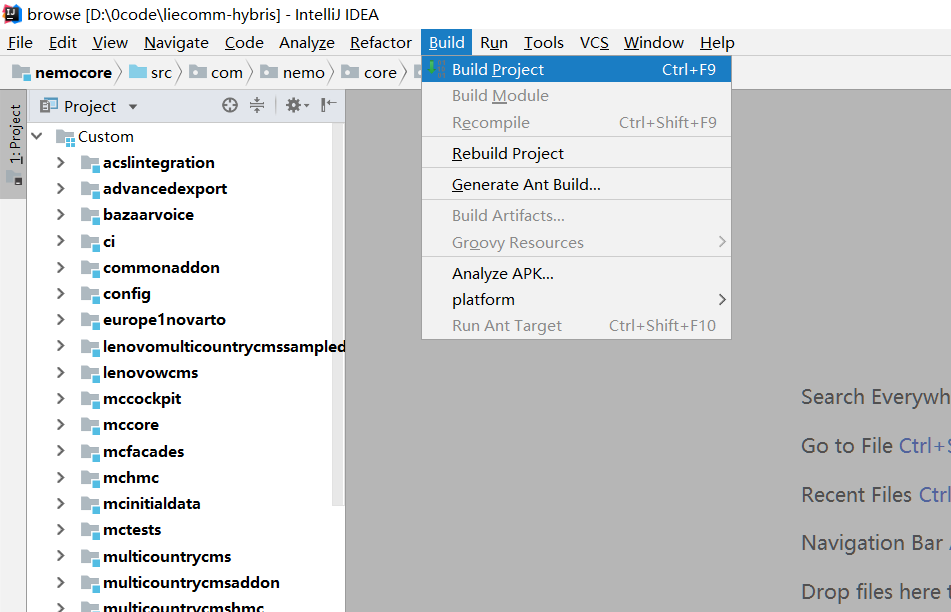 browse [D:\0code\liecomm-hybris] - IntelliJ IDEA
File Edit View Navigate Code Analyze Refactor Build Run Tools VCS Window Help
nemocore src com nemo core
1: Project
Project
Custom
acslintegration
advancedexport
bazaarvoice
ci
commonaddon
config
europe1novarto
lenovomulticountrycmssampled
lenovowcms
mccockpit
mccore
mcfacades
mchmc
mcinitialdata
mctests
multicountrycms
multicountrycmsaddon
multicountrycmshmc
Build Project Ctrl+F9
Build Module
Recompile Ctrl+Shift+F9
Rebuild Project
Generate Ant Build...
Build Artifacts...
Groovy Resources
Analyze APK...
platform
Run Ant Target Ctrl+Shift+F10
Search Everywh
Go to File Ctrl+S
Recent Files Ctrl
Navigation Bar
Drop files here t